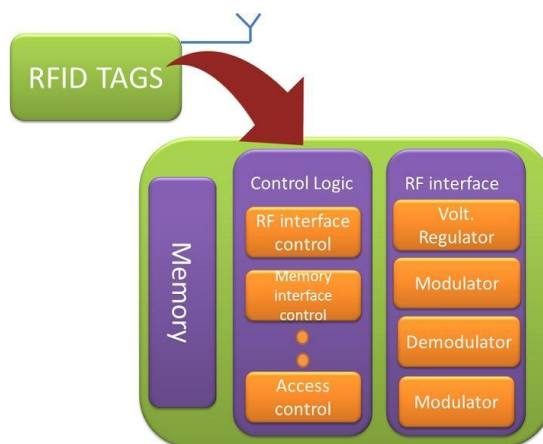 RFID TAGS
Memory
Control Logic
RF interface
control
Memory
interface
control
Access
control
RF interface
Volt.
Regulator
Modulator
Demodulator
Modulator